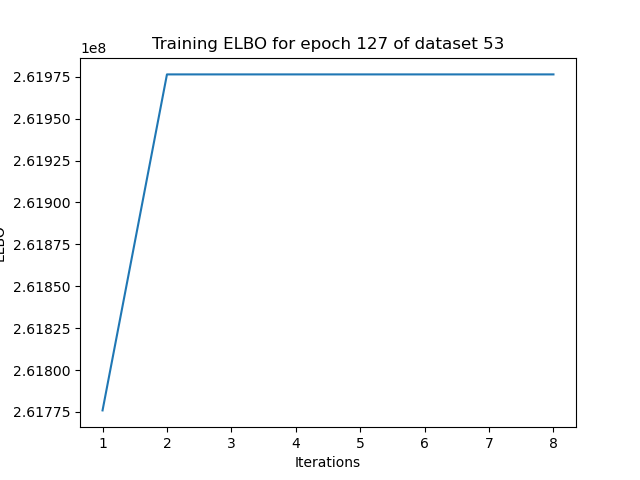 Training ELBO for epoch 127 of dataset 53
1e8
2.61975
2.61950
2.61925
2.61900
2.61875
2.61850
2.61825
2.61800
2.61775
ELBO
1 2 3 4 5 6 7 8
Iterations